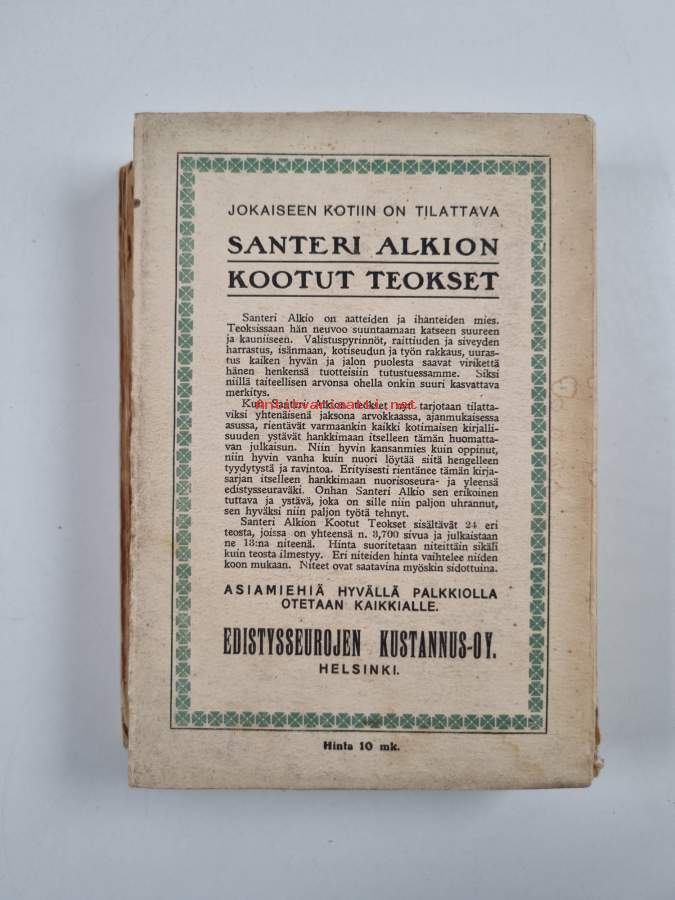 JOKAISEEN KOTIIN ON TILATTAVA
SANTERI ALKION
KOOTUT TEOKSET
Santeri Alkio on aatteiden ja ihanteiden mies.
Teoksissaan hän neuvoo suuntaamaan katseen suureen
ja kauniiseen. Valistuspyrinnöt, raittiuden ja siveyden
harrastus, isänmaan, kotiseudun ja työn rakkaus, uuras-
tus kaiken hyvän ja jalon puolesta saavat virikettä
hänen henkensä tuotteisiin tutustuessamme. Siksi
niillä taiteellisen arvonsa ohella onkin suuri kasvattava
merkitys.
Kun Santeri Alkion teokset nyt tarjotaan tilatta-
viksi yhtenäisenä jaksona arvokkaassa, ajanmukaisessa
asussa, rientävät varmaankin kaikki kotimaisen kirjalli-
suuden ystävät hankkimaan itselleen tämän huomatta-
van julkaisun. Niin hyvin kansanmies kuin oppinut,
niin hyvin vanha kuin nuori löytää siitä hengelleen
tyydytystä ja ravintoa. Erityisesti rientänee tämän kirja-
sarjan itselleen hankkimaan nuorisoseura- ja yleensä
edistysseuraväki. Onhan Santeri Alkio sen erikoinen
tuttava ja ystävä, joka on sille niin paljon uhrannut,
sen hyväksi niin paljon työtä tehnyt.
Santeri Alkion Kootut Teokset sisältävät 24 eri
teosta, joissa on yhteensä n. 3,700 sivua ja julkaistaan
ne 13:na niteenä. Hinta suoritetaan niteittäin sikäli
kuin teosta ilmestyy. Eri niteiden hinta vaihtelee niiden
koon mukaan. Niteet ovat saatavina myöskin sidottuina.
ASIAMIEHIÄ HYVÄLLÄ PALKKIOLLA
OTETAAN KAIKKIALLE.
EDISTYSSEUROJEN KUSTANNUS-OY.
HELSINKI.
Hinta 10 mk.